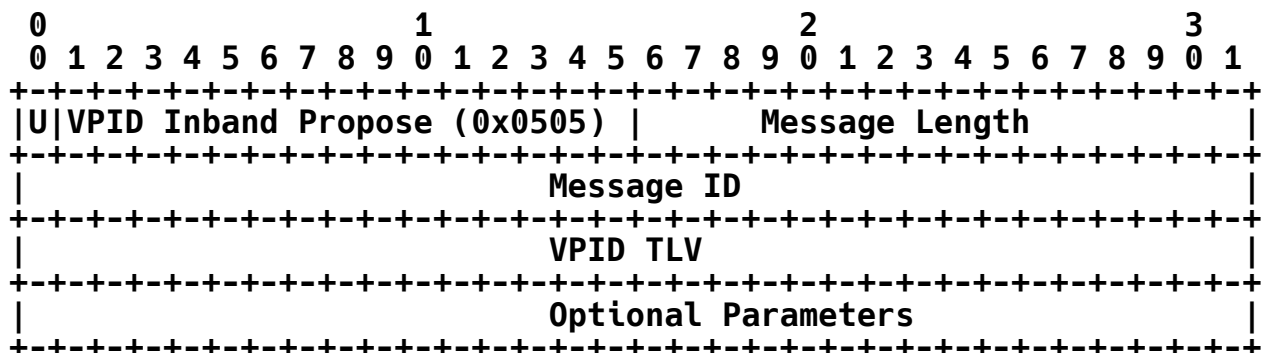 0                   1                   2                   3
 0 1 2 3 4 5 6 7 8 9 0 1 2 3 4 5 6 7 8 9 0 1 2 3 4 5 6 7 8 9 0 1
+-+-+-+-+-+-+-+-+-+-+-+-+-+-+-+-+-+-+-+-+-+-+-+-+-+-+-+-+-+-+-+-+
|U|VPID Inband Propose (0x0505) |      Message Length           |
+-+-+-+-+-+-+-+-+-+-+-+-+-+-+-+-+-+-+-+-+-+-+-+-+-+-+-+-+-+-+-+-+
|                           Message ID                          |
+-+-+-+-+-+-+-+-+-+-+-+-+-+-+-+-+-+-+-+-+-+-+-+-+-+-+-+-+-+-+-+-+
|                           VPID TLV                            |
+-+-+-+-+-+-+-+-+-+-+-+-+-+-+-+-+-+-+-+-+-+-+-+-+-+-+-+-+-+-+-+-+
|                           Optional Parameters                 |
+-+-+-+-+-+-+-+-+-+-+-+-+-+-+-+-+-+-+-+-+-+-+-+-+-+-+-+-+-+-+-+-+